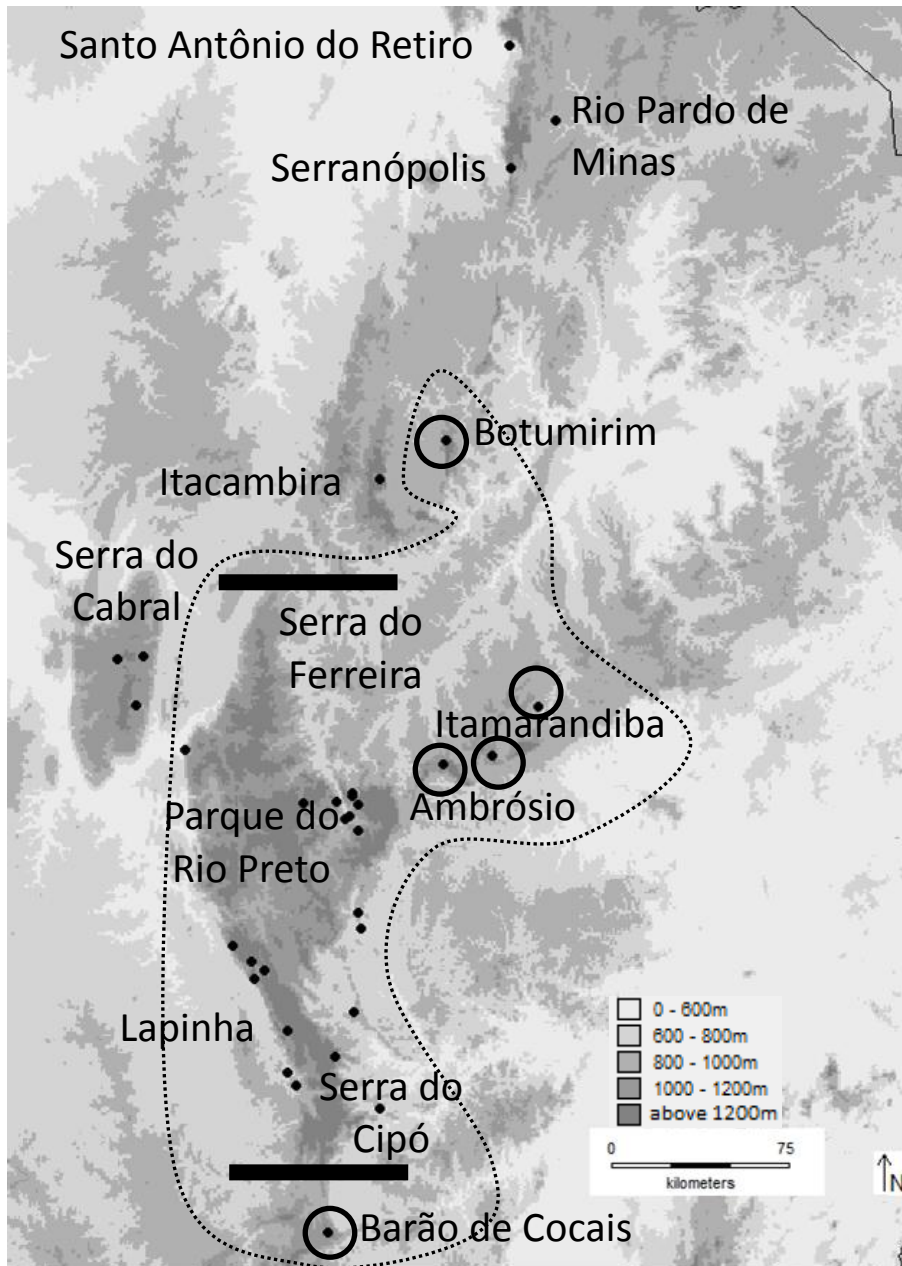 Santo Antônio do Retiro
Rio Pardo de
Minas
Serranópolis
Botumirim
Itacambira
Serra do
Cabral
Serra do
Ferreira
Itamarandiba
Ambrósio
Parque do
Rio Preto
Lapinha
Serra do
Cipó
Barão de Cocais
0 - 600m
600 - 800m
800 - 1000m
1000 - 1200m
above 1200m
0 75
kilometers
N